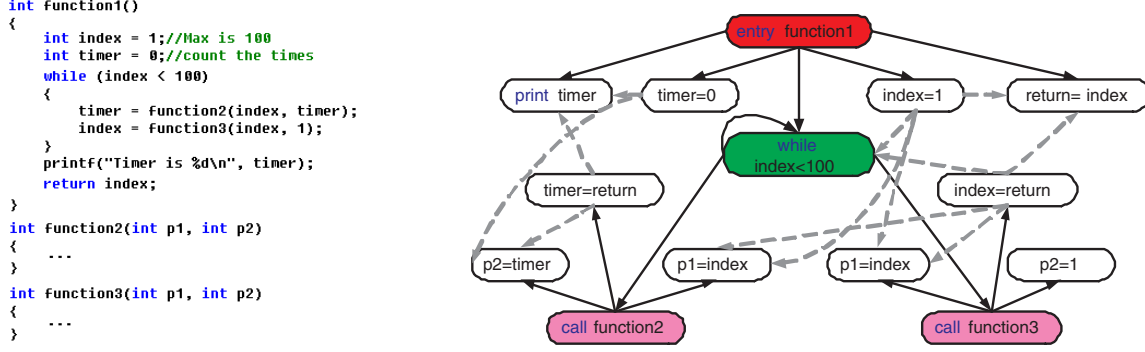 int function1()
{
int index = 1;//Max is 100
int timer = 0;//count the times
while (index < 100)
{
timer = function2(index, timer);
index = function3(index, 1);
}
printf("Timer is %d\n", timer);
return index;
}
int function2(int p1, int p2)
{
...
}
int function3(int p1, int p2)
{
...
}
entry function1
print timer
timer=0
index=1
return= index
while
index<100
timer=return
index=return
p2=timer
p1=index
p1=index
p2=1
call function2
call function3